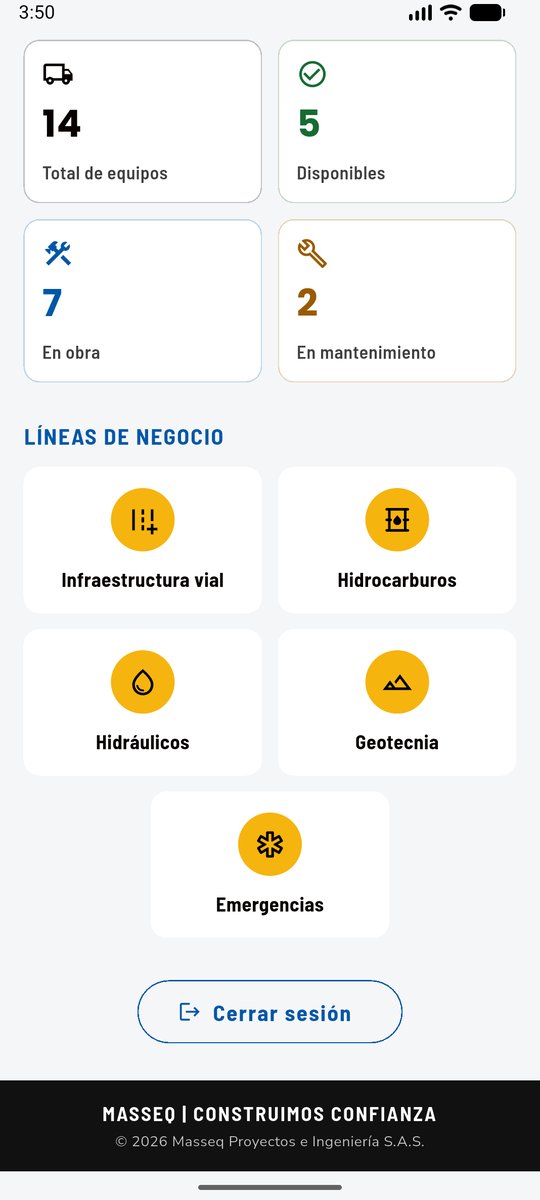 3:50
14
Total de equipos
5
Disponibles
7
En obra
2
En mantenimiento
LÍNEAS DE NEGOCIO
Infraestructura vial
Hidrocarburos
Hidráulicos
Geotecnia
Emergencias
Cerrar sesión
MASSEQ | CONSTRUIMOS CONFIANZA
© 2026 Masseq Proyectos e Ingeniería S.A.S.